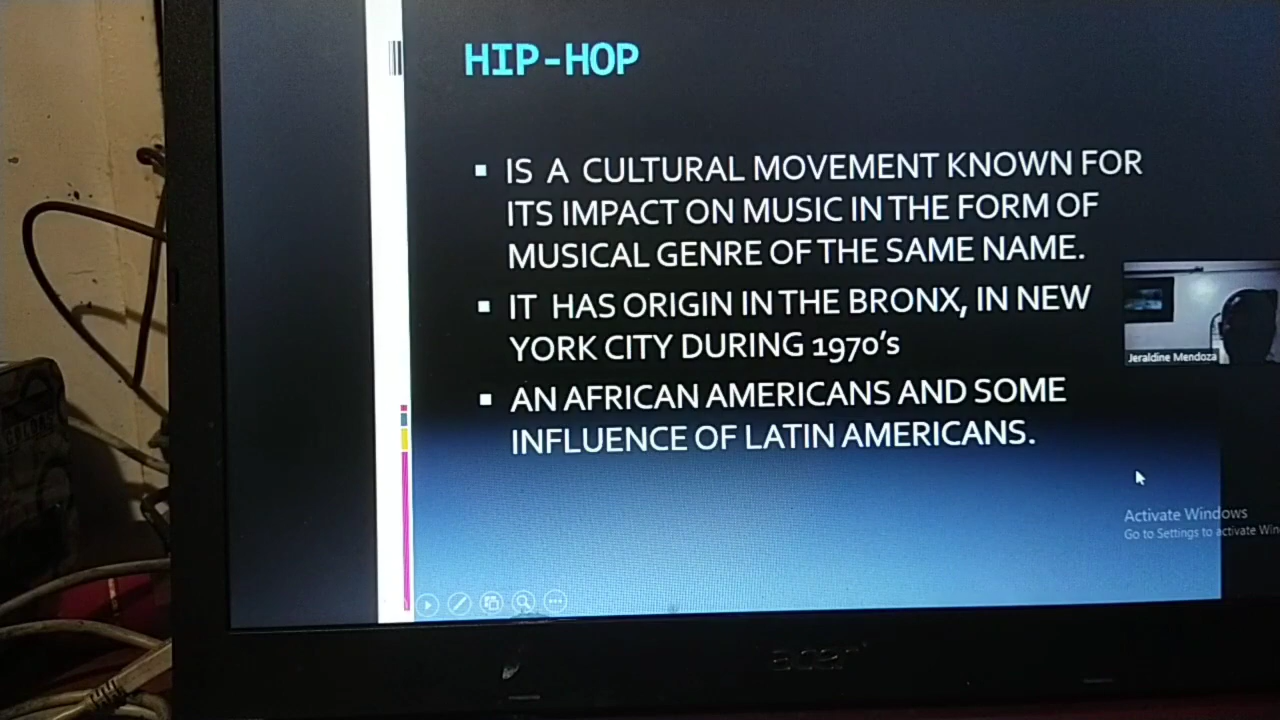 HIP-HOP
IS A CULTURAL MOVEMENT KNOWN FOR
ITS IMPACT ON MUSIC IN THE FORM OF
MUSICAL GENRE OF THE SAME NAME.
IT HAS ORIGIN IN THE BRONX, IN NEW
YORK CITY DURING 1970's
AN AFRICAN AMERICANS AND SOME
INFLUENCE OF LATIN AMERICANS.
Jeraldine Mendoza
Activate Windows
Go to Settings to activate Win
acer
COLORS